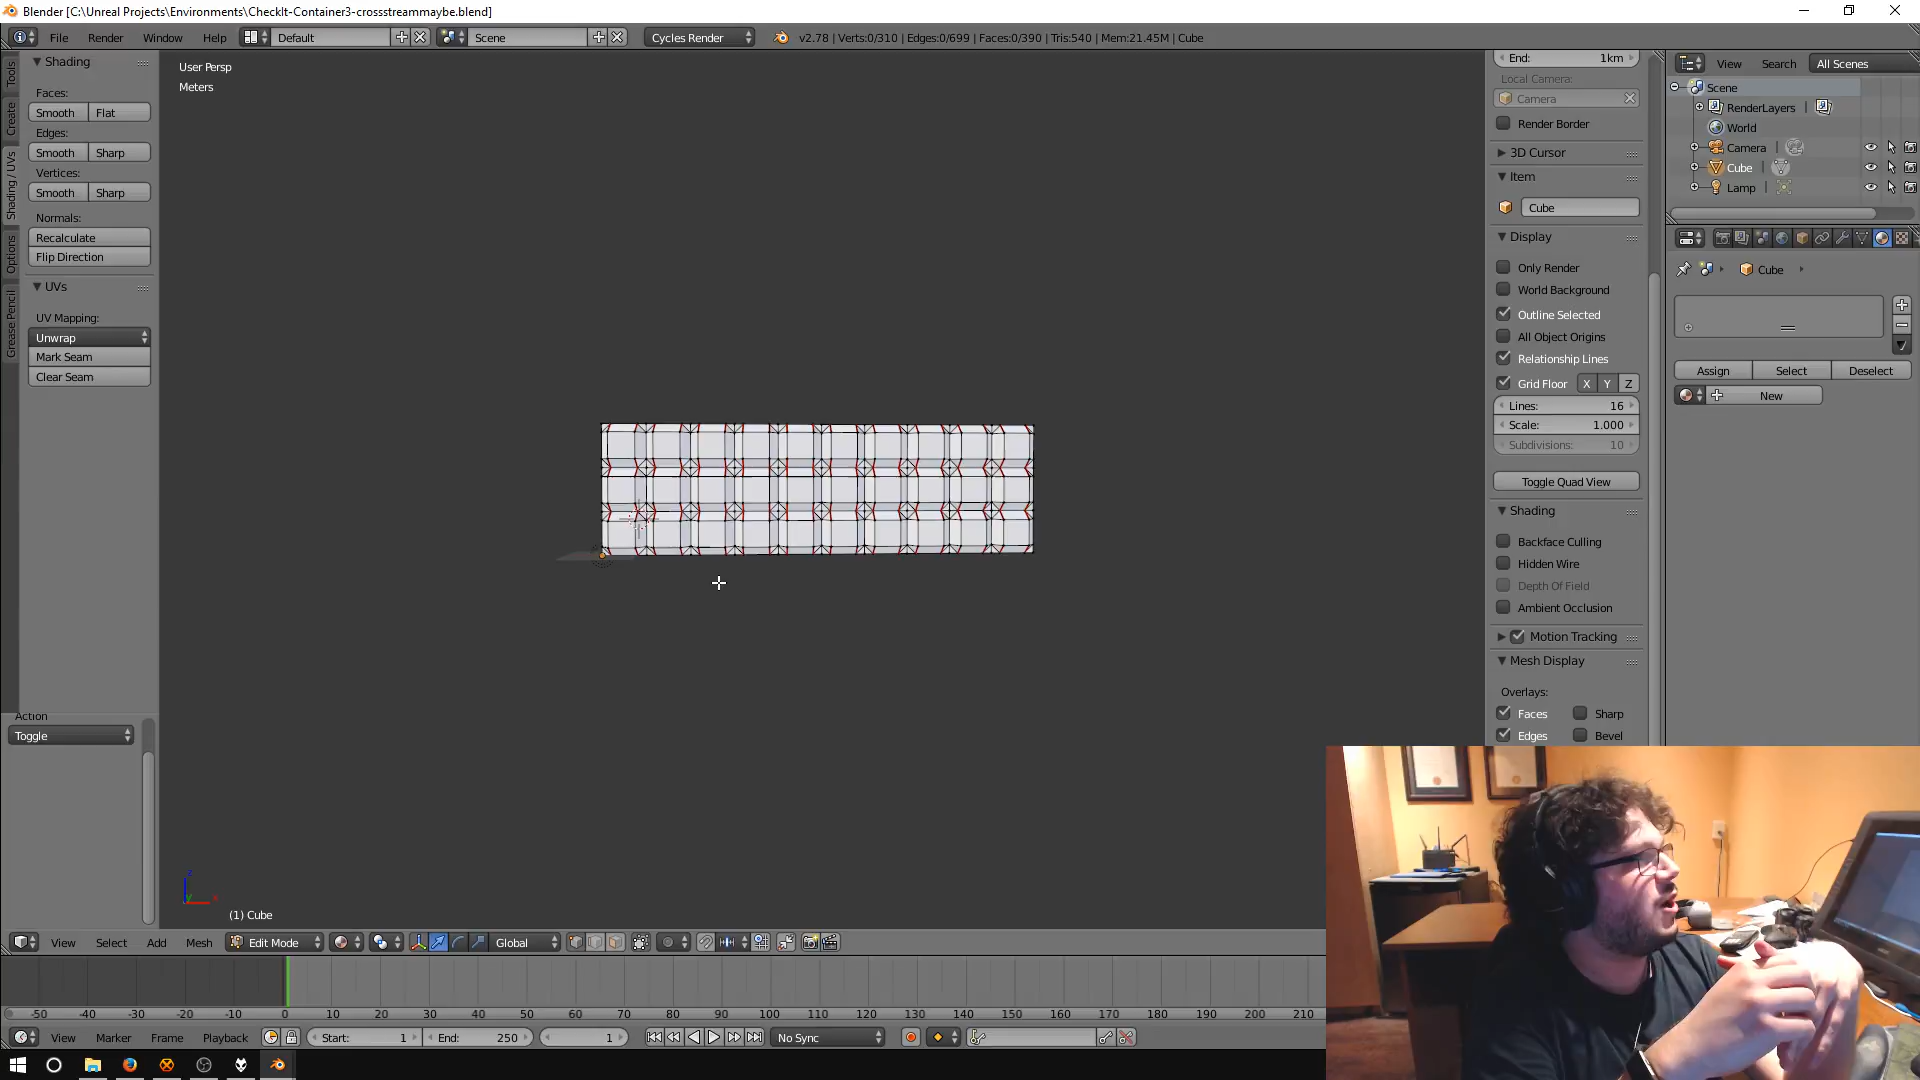 Blender [C:\Unreal Projects\Environments\CheckIt-Container3-crossstreammaybe.blend]
File Render Window Help Default Scene Cycles Render v2.78 | Verts:0/310 | Edges:0/699 | Faces:0/390 | Tris:540 | Mem:21.45M | Cube
Tools
Create
Shading / UVs
Options
Grease Pencil
Shading
Faces:
Smooth Flat
Edges:
Smooth Sharp
Vertices:
Smooth Sharp
Normals:
Recalculate
Flip Direction
UVs
UV Mapping:
Unwrap
Mark Seam
Clear Seam
Action
Toggle
User Persp
Meters
(1) Cube
End: 1km
Local Camera:
Camera
Render Border
3D Cursor
Item
Cube
Display
Only Render
World Background
Outline Selected
All Object Origins
Relationship Lines
Grid Floor X Y Z
Lines: 16
Scale: 1.000
Subdivisions: 10
Toggle Quad View
Shading
Backface Culling
Hidden Wire
Depth Of Field
Ambient Occlusion
Motion Tracking
Mesh Display
Overlays:
Faces Sharp
Edges Bevel
View Search All Scenes
Scene
RenderLayers
World
Camera
Cube
Lamp
Cube
Assign Select Deselect
New
View Select Add Mesh Edit Mode Global
-50 -40 -30 -20 -10 0 10 20 30 40 50 60 70 80 90 100 110 120 130 140 150 160 170 180 190 200 210
View Marker Frame Playback Start: 1 End: 250 1 No Sync